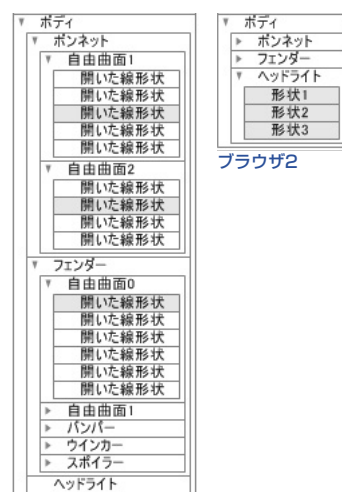 ボディ
ボンネット
自由曲面1
開いた線形状
開いた線形状
開いた線形状
開いた線形状
開いた線形状
自由曲面2
開いた線形状
開いた線形状
開いた線形状
開いた線形状
フェンダー
自由曲面0
開いた線形状
開いた線形状
開いた線形状
開いた線形状
開いた線形状
開いた線形状
自由曲面1
バンパー
ウインカー
スポイラー
ヘッドライト
ボディ
ボンネット
フェンダー
ヘッドライト
形状1
形状2
形状3
ブラウザ2